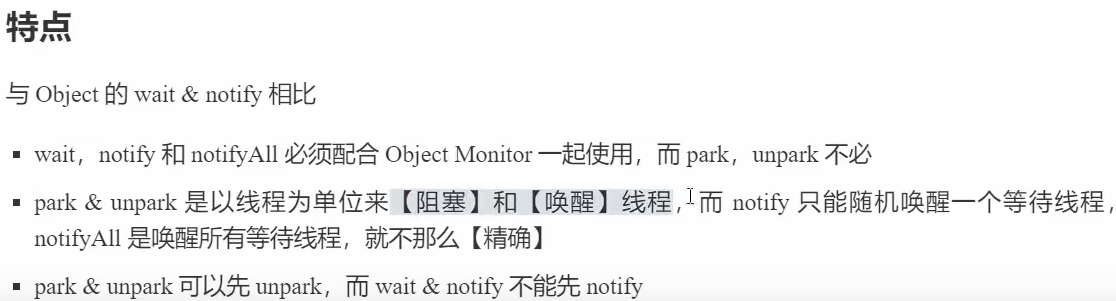 特点
与 Object 的 wait & notify 相比
▪ wait，notify 和 notifyAll 必须配合 Object Monitor 一起使用，而 park，unpark 不必
▪ park & unpark 是以线程为单位来【阻塞】和【唤醒】线程，而 notify 只能随机唤醒一个等待线程，
notifyAll 是唤醒所有等待线程，就不那么【精确】
▪ park & unpark 可以先 unpark，而 wait & notify 不能先 notify